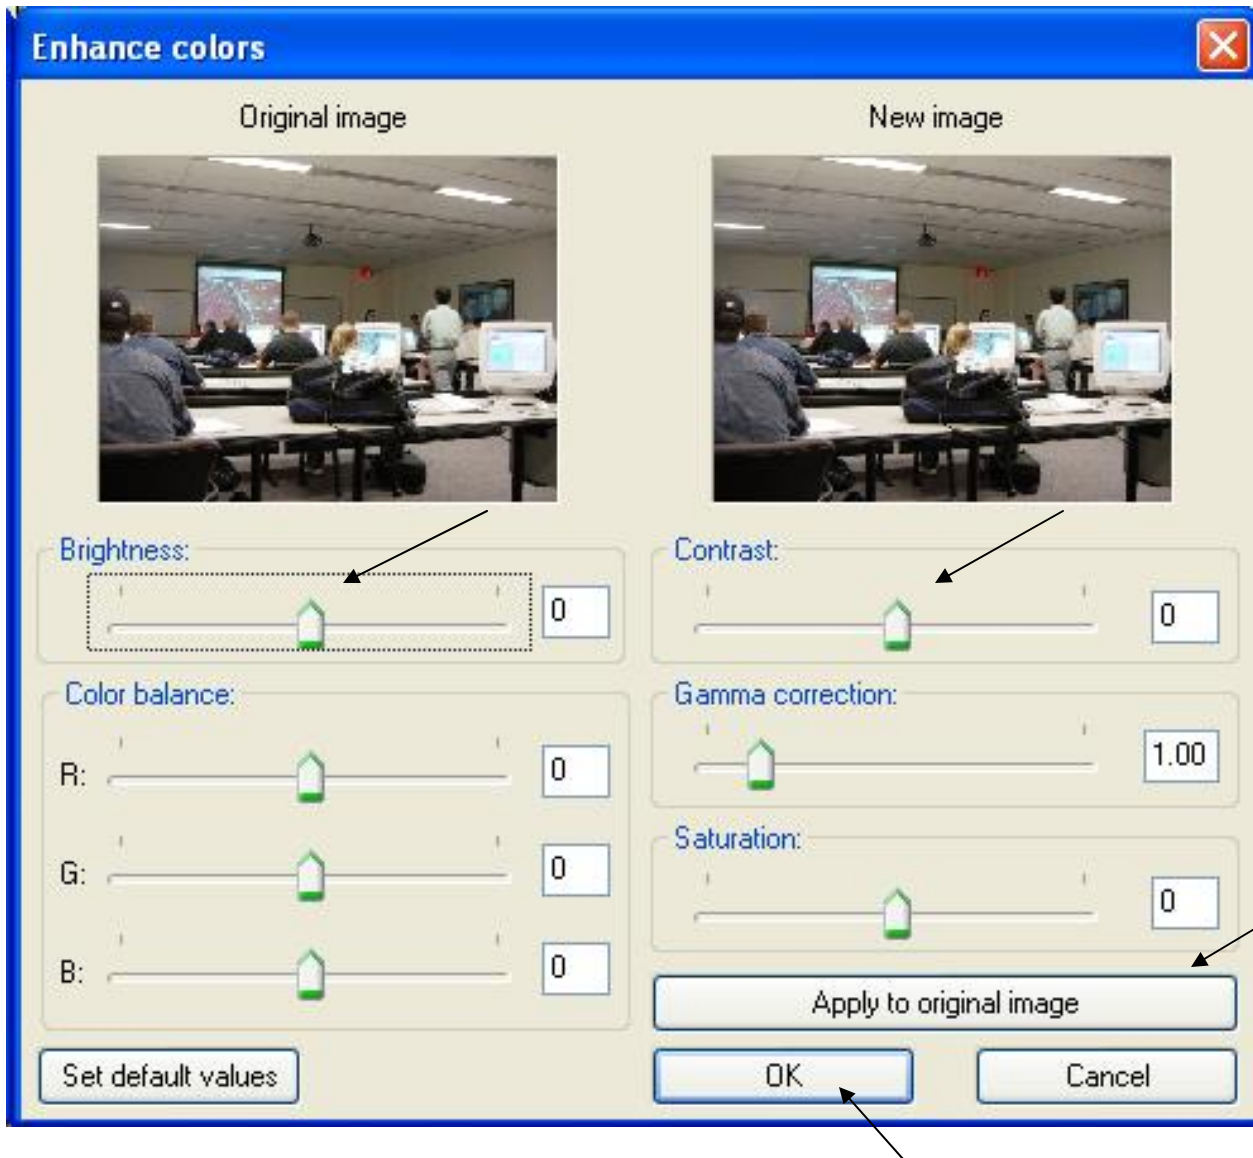 Enhance colors
Original image
New image
Brightness:
0
Contrast:
0
Color balance:
R:
0
G:
0
B:
0
Gamma correction:
1.00
Saturation:
0
Apply to original image
Set default values
OK
Cancel